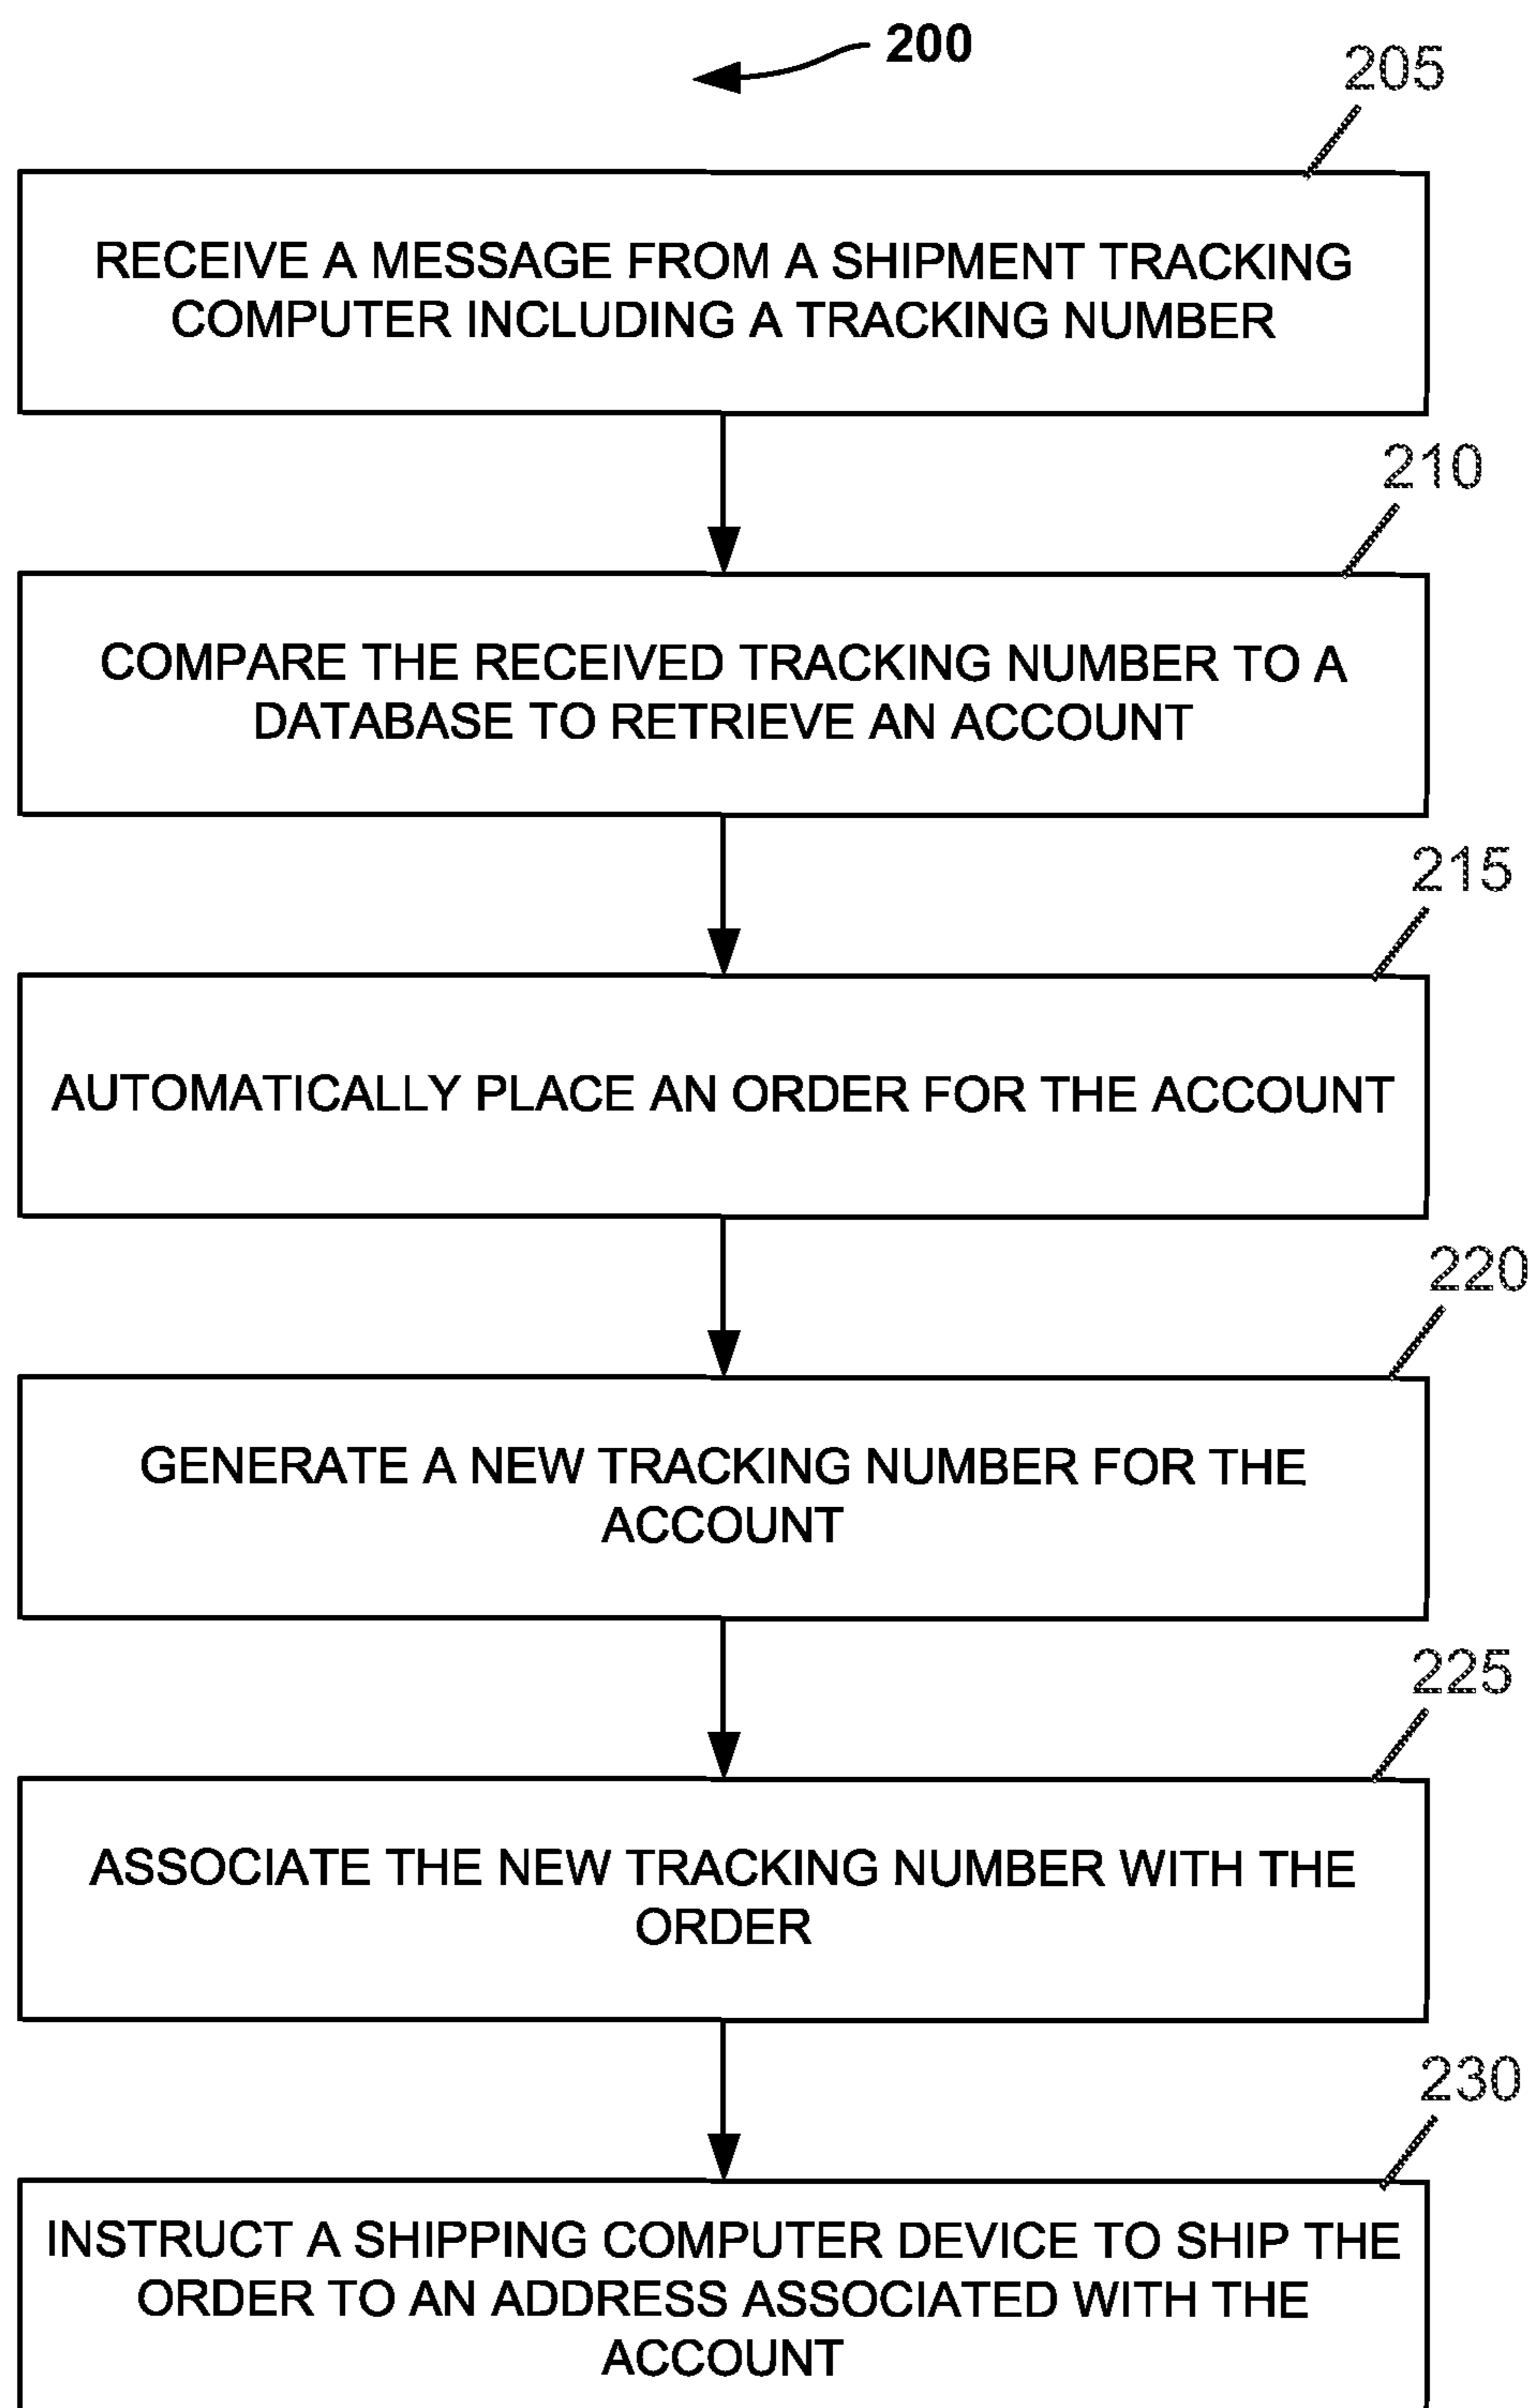 200
205
RECEIVE A MESSAGE FROM A SHIPMENT TRACKING
COMPUTER INCLUDING A TRACKING NUMBER
210
COMPARE THE RECEIVED TRACKING NUMBER TO A
DATABASE TO RETRIEVE AN ACCOUNT
215
AUTOMATICALLY PLACE AN ORDER FOR THE ACCOUNT
220
GENERATE A NEW TRACKING NUMBER FOR THE
ACCOUNT
225
ASSOCIATE THE NEW TRACKING NUMBER WITH THE
ORDER
230
INSTRUCT A SHIPPING COMPUTER DEVICE TO SHIP THE
ORDER TO AN ADDRESS ASSOCIATED WITH THE
ACCOUNT